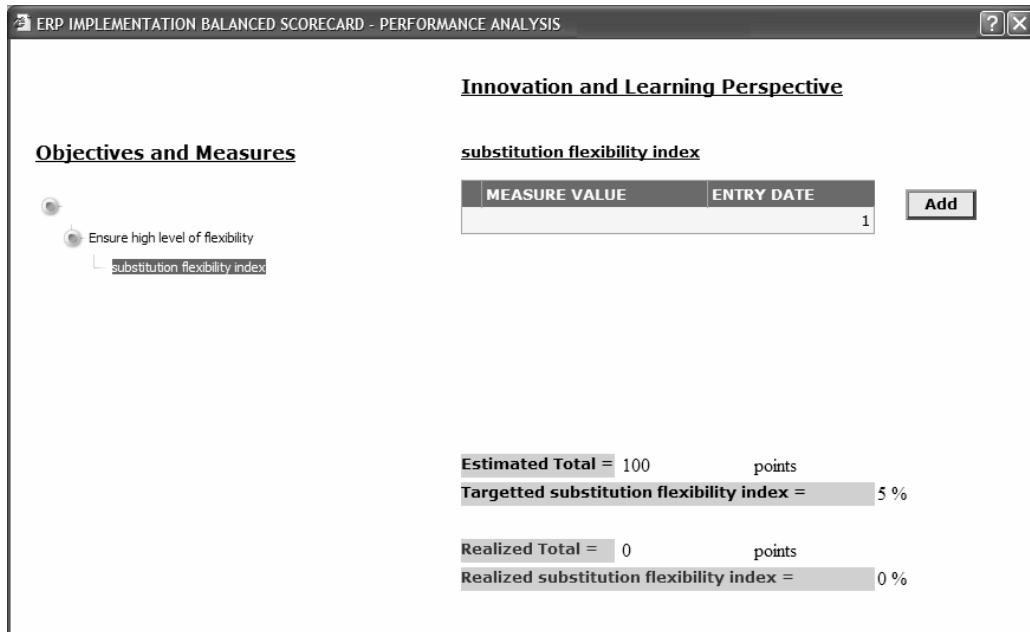 ERP IMPLEMENTATION BALANCED SCORECARD - PERFORMANCE ANALYSIS
Innovation and Learning Perspective
Objectives and Measures
substitution flexibility index
MEASURE VALUE ENTRY DATE
1
Add
Ensure high level of flexibility
substitution flexibility index
Estimated Total = 100 points
Targetted substitution flexibility index = 5 %
Realized Total = 0 points
Realized substitution flexibility index = 0 %